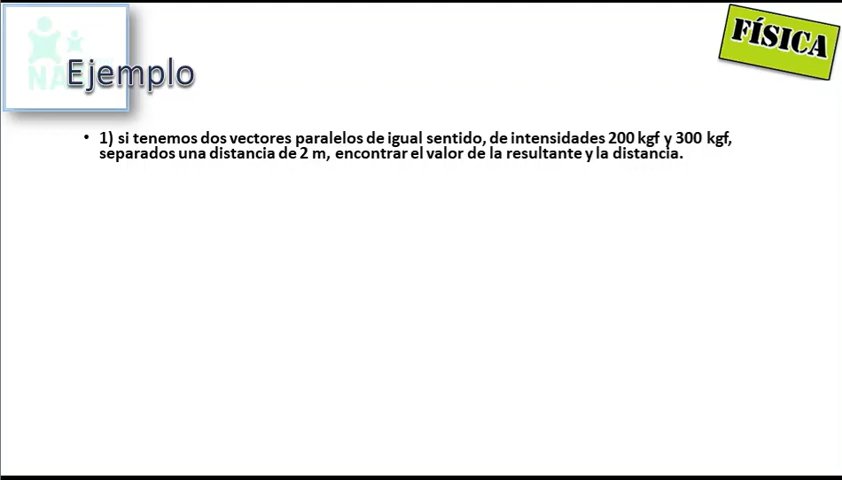 FÍSICA
NA
Ejemplo
• 1) si tenemos dos vectores paralelos de igual sentido, de intensidades 200 kgf y 300 kgf,
separados una distancia de 2 m, encontrar el valor de la resultante y la distancia.